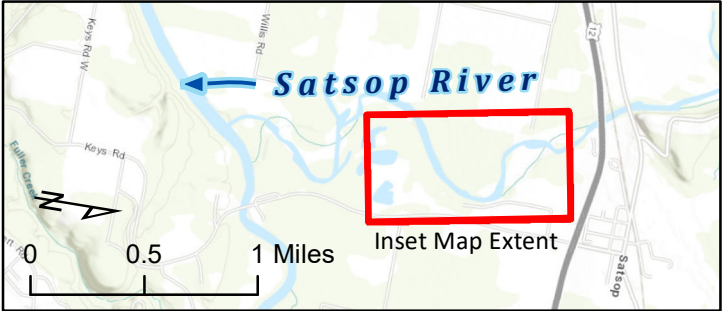 Keys Rd W
Willis Rd
12
Satsop River
Keys Rd
Fuller Creek
N
0 0.5 1 Miles
Inset Map Extent
Satsop